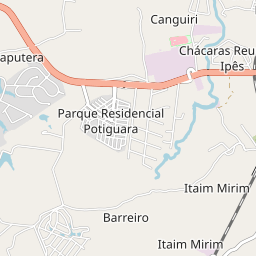 Canguiri
Chácaras Reu
Ipês
aputera
Parque Residencial
Potiguara
Itaim Mirim
Barreiro
Itaim Mirim